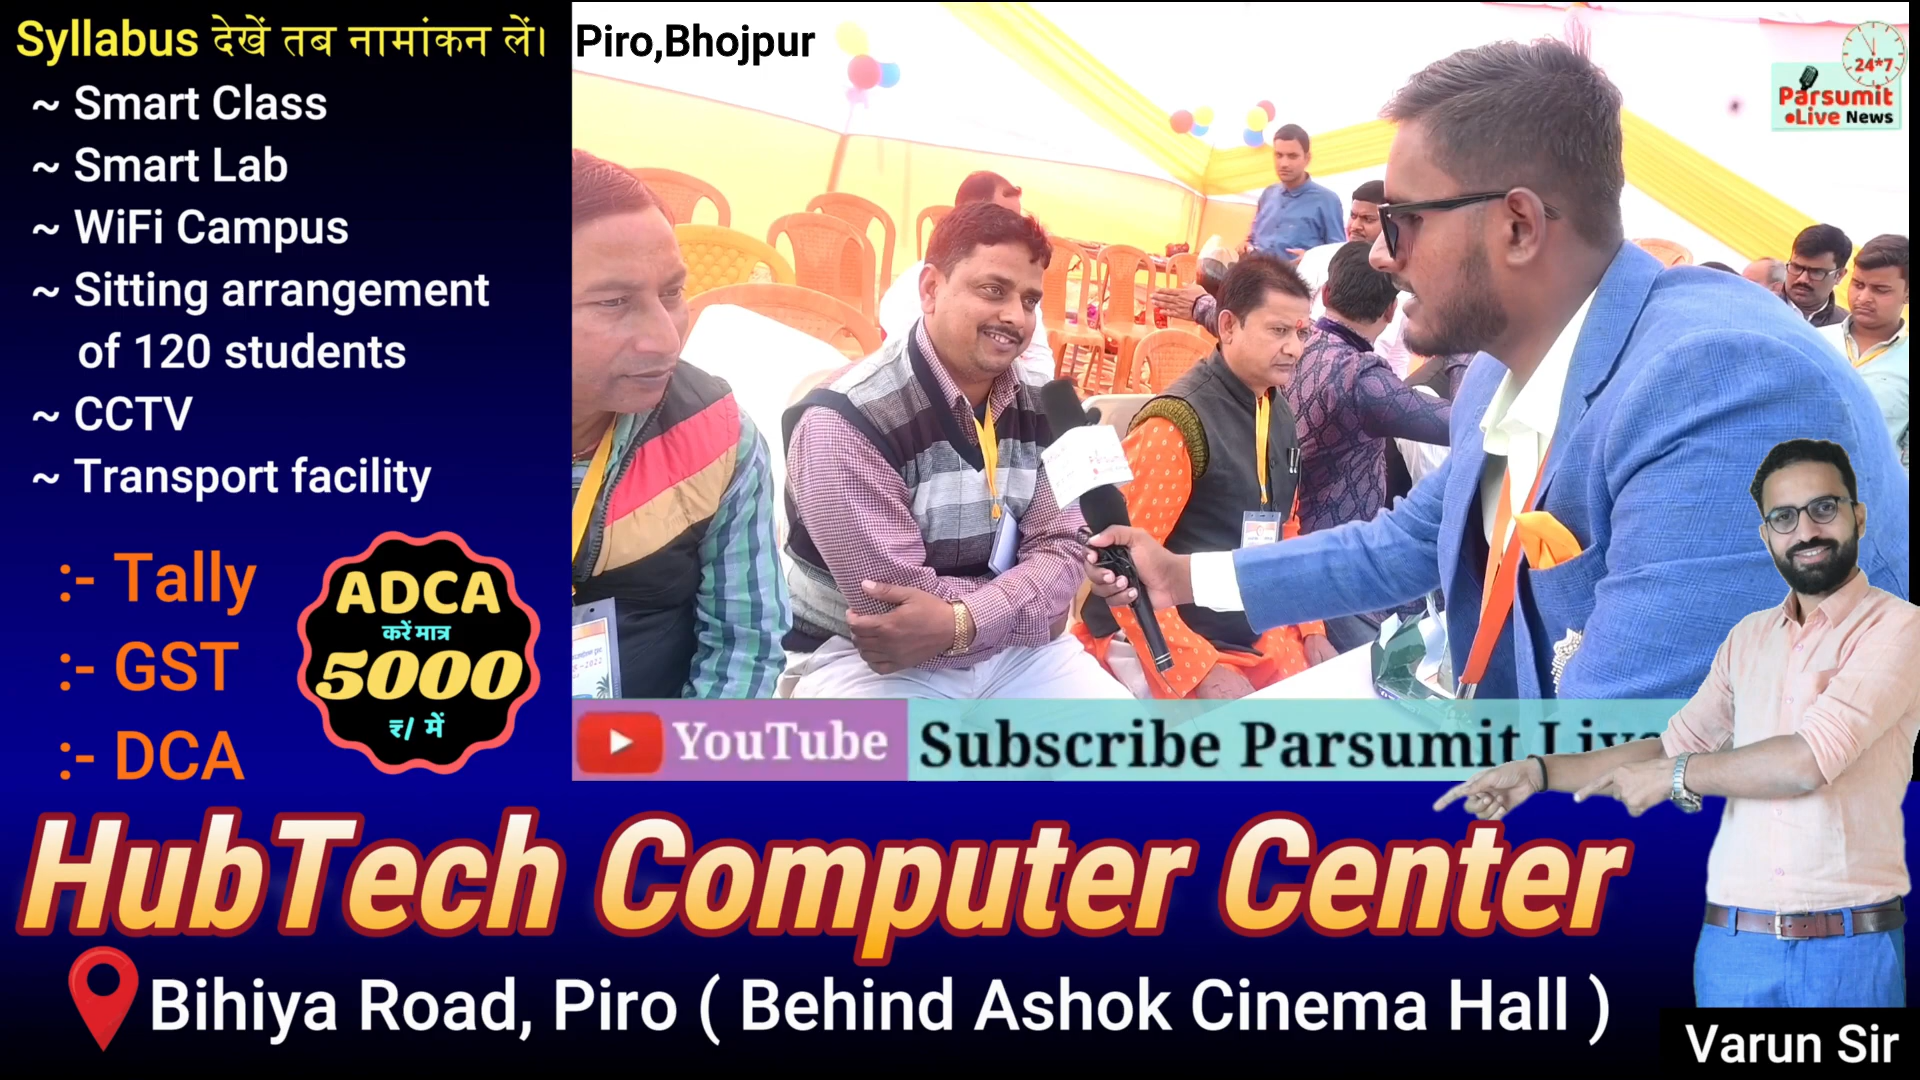 Syllabus देखें तब नामांकन लें।
~ Smart Class
~ Smart Lab
~ WiFi Campus
~ Sitting arrangement
of 120 students
~ CCTV
~ Transport facility
:- Tally
:- GST
:- DCA
ADCA
करें मात्र
5000
₹/ में
Piro,Bhojpur
24*7
Parsumit
Live News
YouTube
Subscribe Parsumit Live
HubTech Computer Center
Bihiya Road, Piro ( Behind Ashok Cinema Hall )
Varun Sir